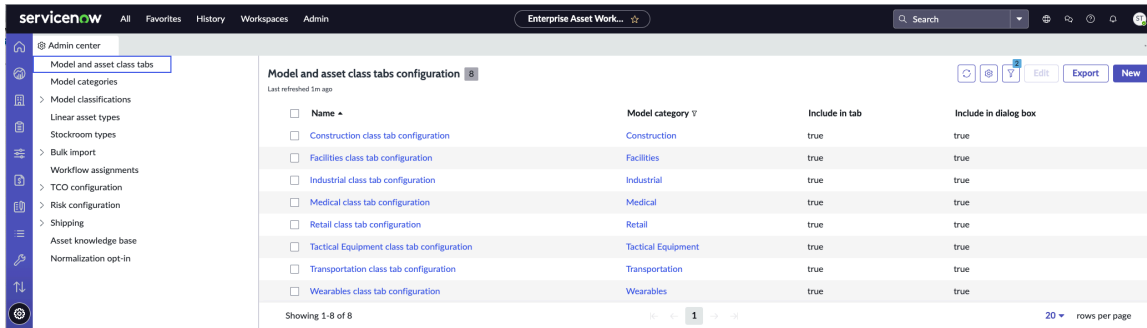 servicenow All Favorites History Workspaces Admin Enterprise Asset Work... Search ST
Admin center
Model and asset class tabs
Model categories
Model classifications
Linear asset types
Stockroom types
Bulk import
Workflow assignments
TCO configuration
Risk configuration
Shipping
Asset knowledge base
Normalization opt-in
Model and asset class tabs configuration 8
Last refreshed 1m ago
2 Edit Export New
Name Model category Include in tab Include in dialog box
Construction class tab configuration Construction true true
Facilities class tab configuration Facilities true true
Industrial class tab configuration Industrial true true
Medical class tab configuration Medical true true
Retail class tab configuration Retail true true
Tactical Equipment class tab configuration Tactical Equipment true true
Transportation class tab configuration Transportation true true
Wearables class tab configuration Wearables true true
Showing 1-8 of 8 1 20 rows per page